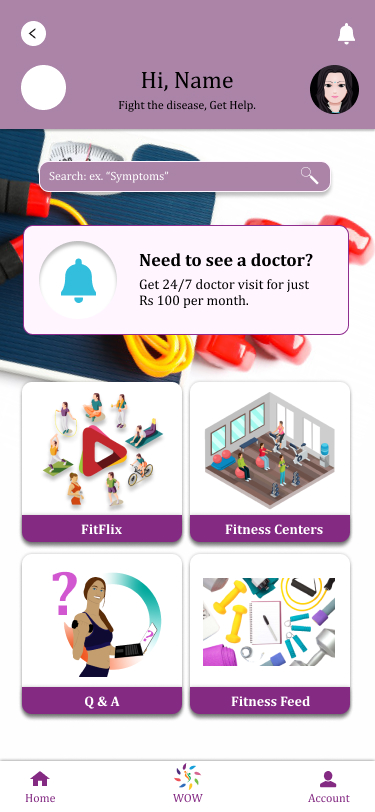 Hi, Name
Fight the disease, Get Help.
Search: ex. "Symptoms"
Need to see a doctor?
Get 24/7 doctor visit for just
Rs 100 per month.
FitFlix
Fitness Centers
?
?
Q & A
Fitness Feed
Home
WOW
Account